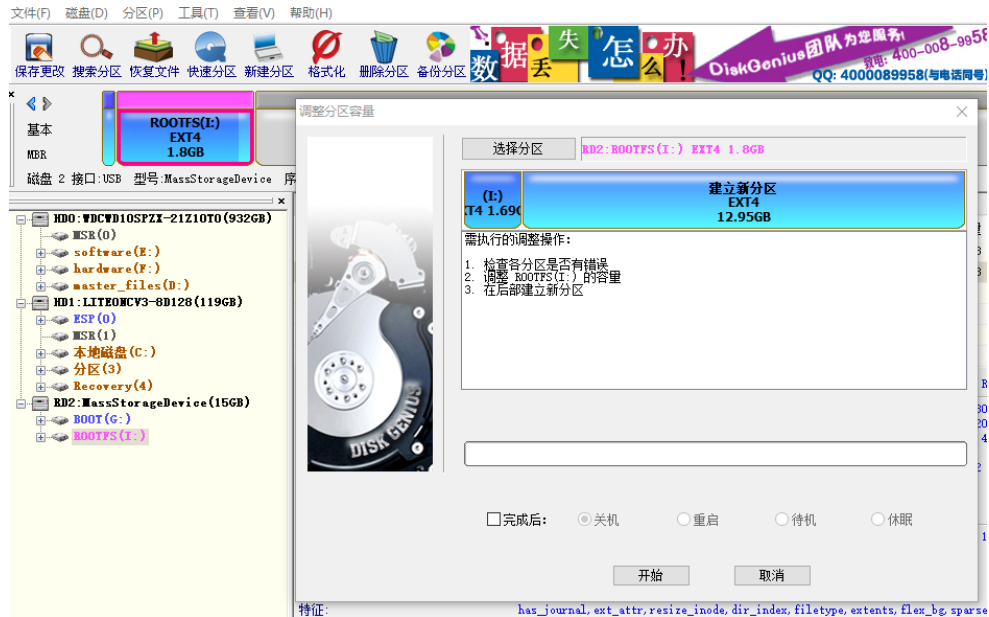 文件(F) 磁盘(D) 分区(P) 工具(T) 查看(V) 帮助(H)
保存更改 搜索分区 恢复文件 快速分区 新建分区 格式化 删除分区 备份分区
数据丢失怎么办!
DiskGenius团队为您服务!
致电: 400-008-9958
QQ: 4000089958(与电话同号)
基本
MBR
ROOTFS(I:)
EXT4
1.8GB
磁盘 2 接口:USB 型号:MassStorageDevice 序
HD0:WDCWD10SPZX-21Z10T0(932GB)
MSR(0)
software(E:)
hardware(F:)
master_files(D:)
HD1:LITEONCV3-8D128(119GB)
ESP(0)
MSR(1)
本地磁盘(C:)
分区(3)
Recovery(4)
RD2:MassStorageDevice(15GB)
BOOT(G:)
ROOTFS(I:)
调整分区容量
选择分区 RD2:ROOTFS(I:) EXT4 1.8GB
(I:)
XT4 1.69G
建立新分区
EXT4
12.95GB
需执行的调整操作:
1. 检查各分区是否有错误
2. 调整 ROOTFS(I:) 的容量
3. 在后部建立新分区
DISK GENIUS
完成后: 关机 重启 待机 休眠
开始 取消
特征: has_journal,ext_attr,resize_inode,dir_index,filetype,extents,flex_bg,sparse